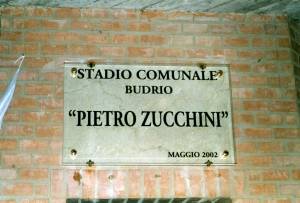 STADIO COMUNALE
BUDRIO
"PIETRO ZUCCHINI"
MAGGIO 2002